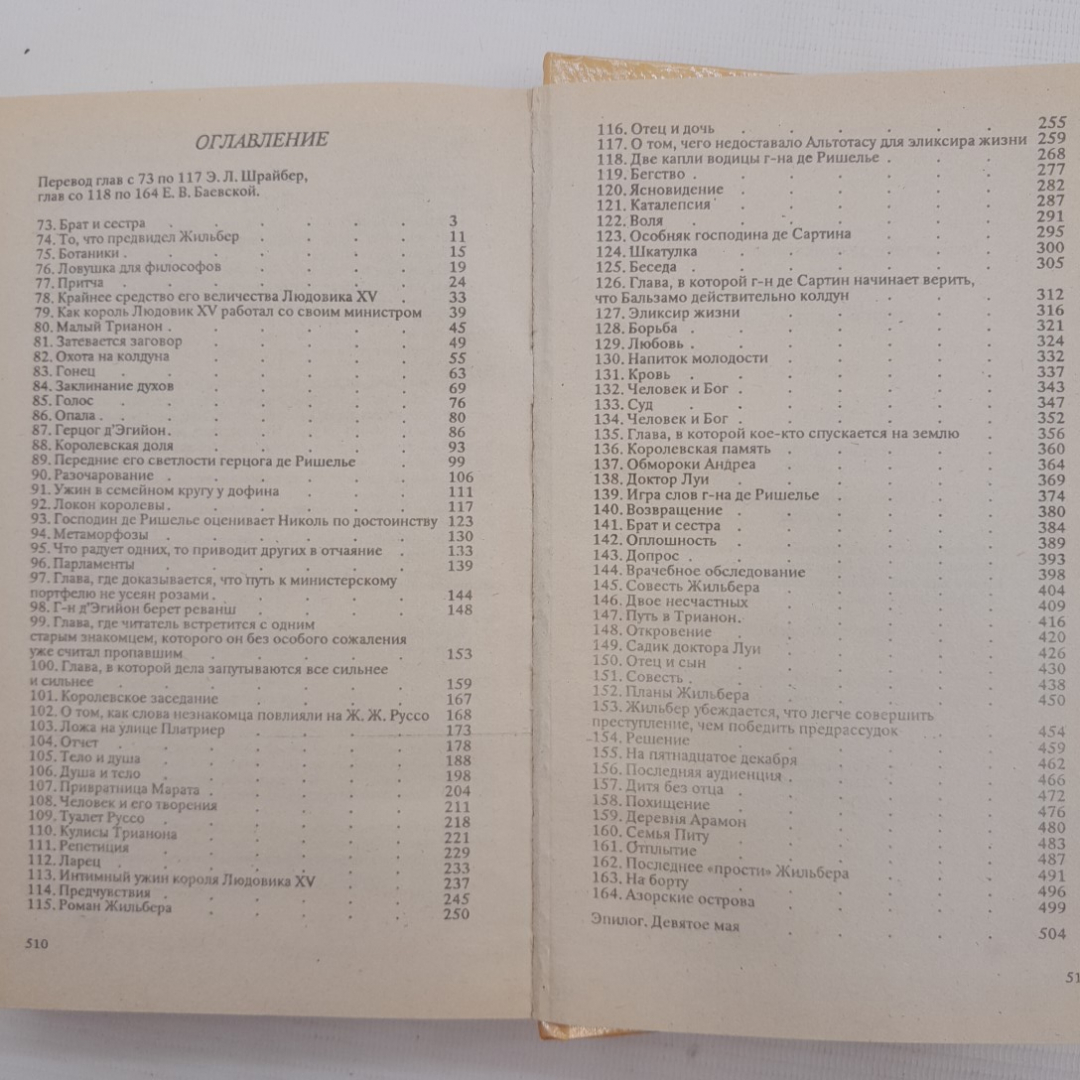 ОГЛАВЛЕНИЕ
Перевод глав с 73 по 117 Э. Л. Шрайбер,
глав со 118 по 164 Е. В. Баевской.
73. Брат и сестра . . . . . . 3
74. То, что предвидел Жильбер . . . . 11
75. Ботаники . . . . . . . 15
76. Ловушка для философов . . . . 19
77. Притча . . . . . . . 24
78. Крайнее средство его величества Людовика XV . 33
79. Как король Людовик XV работал со своим министром 39
80. Малый Трианон . . . . . . 45
81. Затевается заговор . . . . . 49
82. Охота на колдуна . . . . . 55
83. Гонец . . . . . . . 63
84. Заклинание духов . . . . . 69
85. Голос . . . . . . . 76
86. Опала . . . . . . . 80
87. Герцог д'Эгийон . . . . . . 86
88. Королевская доля . . . . . 93
89. Передние его светлости герцога де Ришелье . 99
90. Разочарование . . . . . . 106
91. Ужин в семейном кругу у дофина . . . 111
92. Локон королевы . . . . . . 117
93. Господин де Ришелье оценивает Николь по достоинству 123
94. Метаморфозы . . . . . . 130
95. Что радует одних, то приводит других в отчаяние . 133
96. Парламенты . . . . . . 139
97. Глава, где доказывается, что путь к министерскому
портфелю не усеян розами . . . . . 144
98. Г-н д'Эгийон берет реванш . . . . 148
99. Глава, где читатель встретится с одним
старым знакомцем, которого он без особого сожаления
уже считал пропавшим . . . . . 153
100. Глава, в которой дела запутываются все сильнее
и сильнее . . . . . . . 159
101. Королевское заседание . . . . 167
102. О том, как слова незнакомца повлияли на Ж. Ж. Руссо 168
103. Ложа на улице Платриер . . . . 173
104. Отчет . . . . . . . 178
105. Тело и душа . . . . . . 188
106. Душа и тело . . . . . . 198
107. Привратница Марата . . . . . 204
108. Человек и его творения . . . . 211
109. Туалет Руссо . . . . . . 218
110. Кулисы Трианона . . . . . 221
111. Репетиция . . . . . . 229
112. Ларец . . . . . . . 233
113. Интимный ужин короля Людовика XV . . 237
114. Предчувствия . . . . . . 245
115. Роман Жильбера . . . . . 250
510
116. Отец и дочь . . . . . . 255
117. О том, чего недоставало Альтотасу для эликсира жизни 259
118. Две капли водицы г-на де Ришелье . . . 268
119. Бегство . . . . . . . 277
120. Ясновидение . . . . . . 282
121. Каталепсия . . . . . . 287
122. Воля . . . . . . . 291
123. Особняк господина де Сартина . . . 295
124. Шкатулка . . . . . . 300
125. Беседа . . . . . . . 305
126. Глава, в которой г-н де Сартин начинает верить,
что Бальзамо действительно колдун . . . 312
127. Эликсир жизни . . . . . 316
128. Борьба . . . . . . . 321
129. Любовь . . . . . . . 324
130. Напиток молодости . . . . . 332
131. Кровь . . . . . . . 337
132. Человек и Бог . . . . . . 343
133. Суд . . . . . . . 347
134. Человек и Бог . . . . . . 352
135. Глава, в которой кое-кто спускается на землю . 356
136. Королевская память . . . . . 360
137. Обмороки Андреа . . . . . 364
138. Доктор Луи . . . . . . 369
139. Игра слов г-на де Ришелье . . . . 374
140. Возвращение . . . . . . 380
141. Брат и сестра . . . . . . 384
142. Оплошность . . . . . . 389
143. Допрос . . . . . . . 393
144. Врачебное обследование . . . . 398
145. Совесть Жильбера . . . . . 404
146. Двое несчастных . . . . . 409
147. Путь в Трианон . . . . . . 416
148. Откровение . . . . . . 420
149. Садик доктора Луи . . . . . 426
150. Отец и сын . . . . . . 430
151. Совесть . . . . . . . 438
152. Планы Жильбера . . . . . 450
153. Жильбер убеждается, что легче совершить
преступление, чем победить предрассудок . . 454
154. Решение . . . . . . . 459
155. На пятнадцатое декабря . . . . 462
156. Последняя аудиенция . . . . . 466
157. Дитя без отца . . . . . . 472
158. Похищение . . . . . . 476
159. Деревня Арамон . . . . . 480
160. Семья Питу . . . . . . 483
161. Отплытие . . . . . . 487
162. Последнее «прости» Жильбера . . . 491
163. На борту . . . . . . 496
164. Азорские острова . . . . . 499
Эпилог. Девятое мая . . . . . 504
51